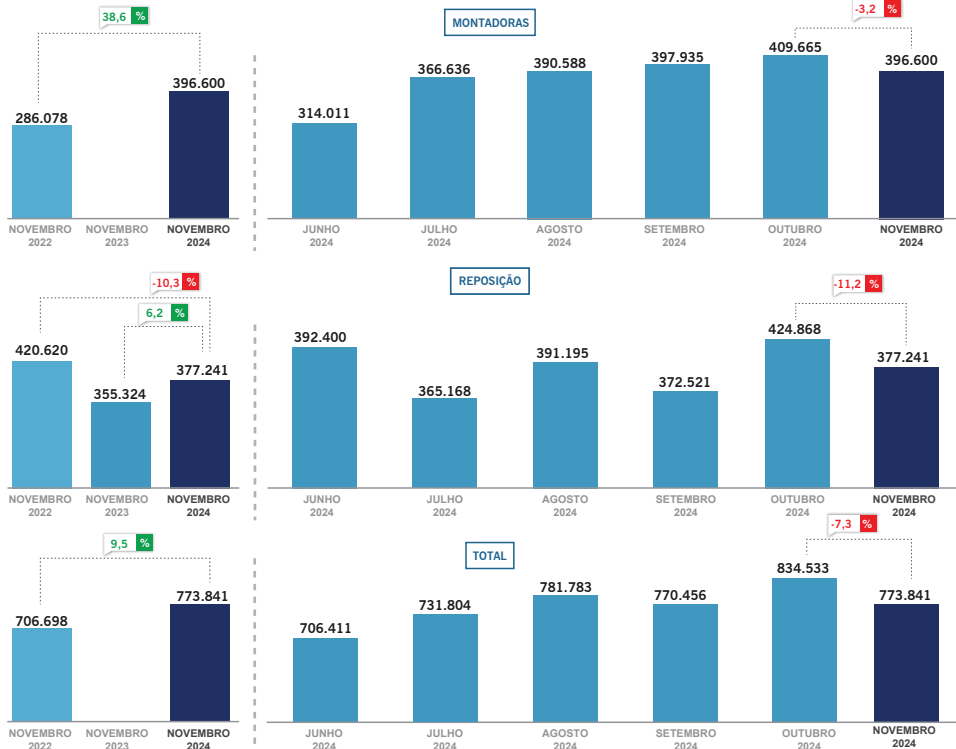 38,6 %
MONTADORAS
-3,2 %
286.078
396.600
314.011
366.636
390.588
397.935
409.665
396.600
NOVEMBRO
2022
NOVEMBRO
2023
NOVEMBRO
2024
JUNHO
2024
JULHO
2024
AGOSTO
2024
SETEMBRO
2024
OUTUBRO
2024
NOVEMBRO
2024
-10,3 %
6,2 %
REPOSIÇÃO
-11,2 %
420.620
355.324
377.241
392.400
365.168
391.195
372.521
424.868
377.241
NOVEMBRO
2022
NOVEMBRO
2023
NOVEMBRO
2024
JUNHO
2024
JULHO
2024
AGOSTO
2024
SETEMBRO
2024
OUTUBRO
2024
NOVEMBRO
2024
9,5 %
TOTAL
-7,3 %
706.698
773.841
706.411
731.804
781.783
770.456
834.533
773.841
NOVEMBRO
2022
NOVEMBRO
2023
NOVEMBRO
2024
JUNHO
2024
JULHO
2024
AGOSTO
2024
SETEMBRO
2024
OUTUBRO
2024
NOVEMBRO
2024